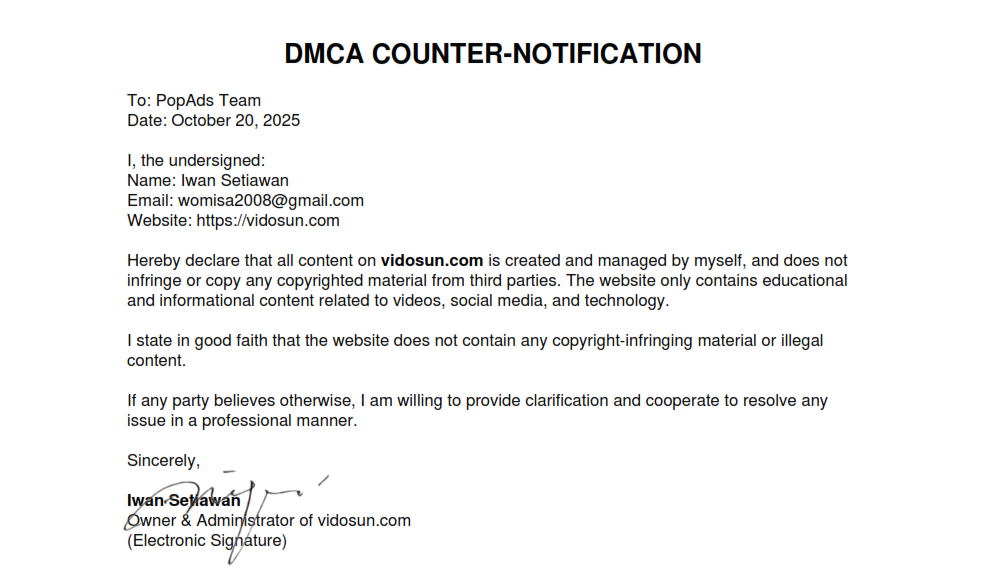 DMCA COUNTER-NOTIFICATION
To: PopAds Team
Date: October 20, 2025
I, the undersigned:
Name: Iwan Setiawan
Email: womisa2008@gmail.com
Website: https://vidosun.com
Hereby declare that all content on vidosun.com is created and managed by myself, and does not
infringe or copy any copyrighted material from third parties. The website only contains educational
and informational content related to videos, social media, and technology.
I state in good faith that the website does not contain any copyright-infringing material or illegal
content.
If any party believes otherwise, I am willing to provide clarification and cooperate to resolve any
issue in a professional manner.
Sincerely,
Iwan Setiawan
Owner & Administrator of vidosun.com
(Electronic Signature)